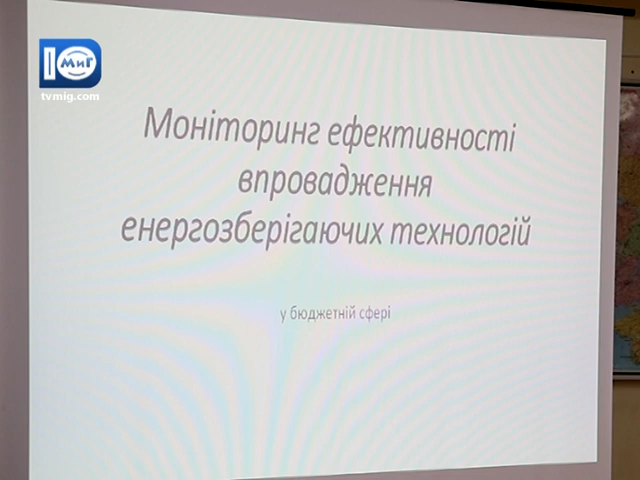 МиГ
tvmig.com
Моніторинг ефективності
впровадження
енергозберігаючих технологій
у бюджетній сфері